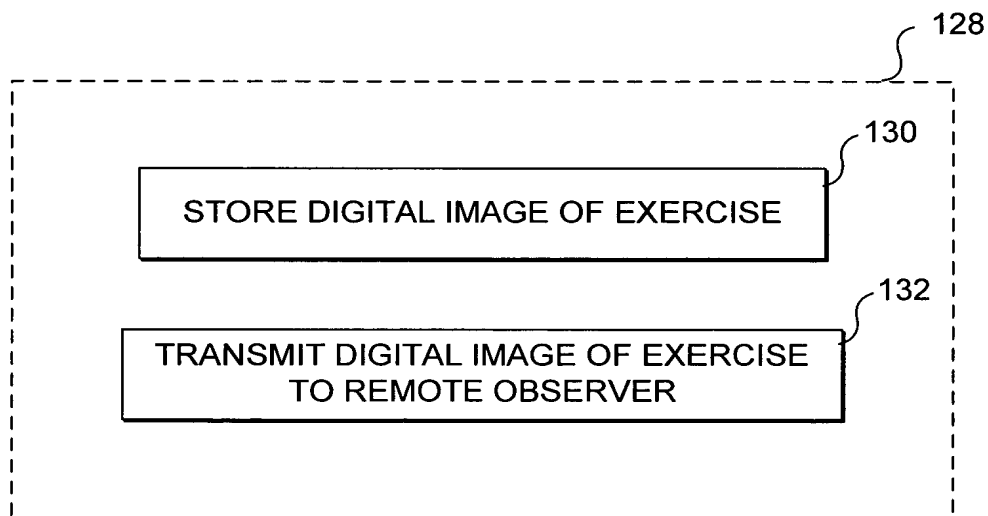 128
130
STORE DIGITAL IMAGE OF EXERCISE
132
TRANSMIT DIGITAL IMAGE OF EXERCISE
TO REMOTE OBSERVER